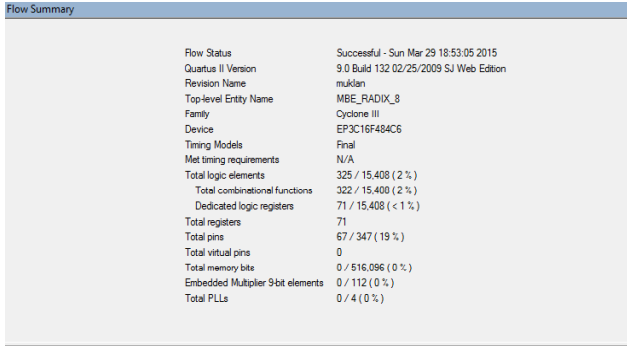 Flow Summary
Flow Status Successful - Sun Mar 29 18:53:05 2015
Quartus II Version 9.0 Build 132 02/25/2009 SJ Web Edition
Revision Name muklan
Top-level Entity Name MBE_RADIX_8
Family Cyclone III
Device EP3C16F484C6
Timing Models Final
Met timing requirements N/A
Total logic elements 325 / 15,408 ( 2 % )
Total combinational functions 322 / 15,408 ( 2 % )
Dedicated logic registers 71 / 15,408 ( < 1 % )
Total registers 71
Total pins 67 / 347 ( 19 % )
Total virtual pins 0
Total memory bits 0 / 516,096 ( 0 % )
Embedded Multiplier 9-bit elements 0 / 112 ( 0 % )
Total PLLs 0 / 4 ( 0 % )